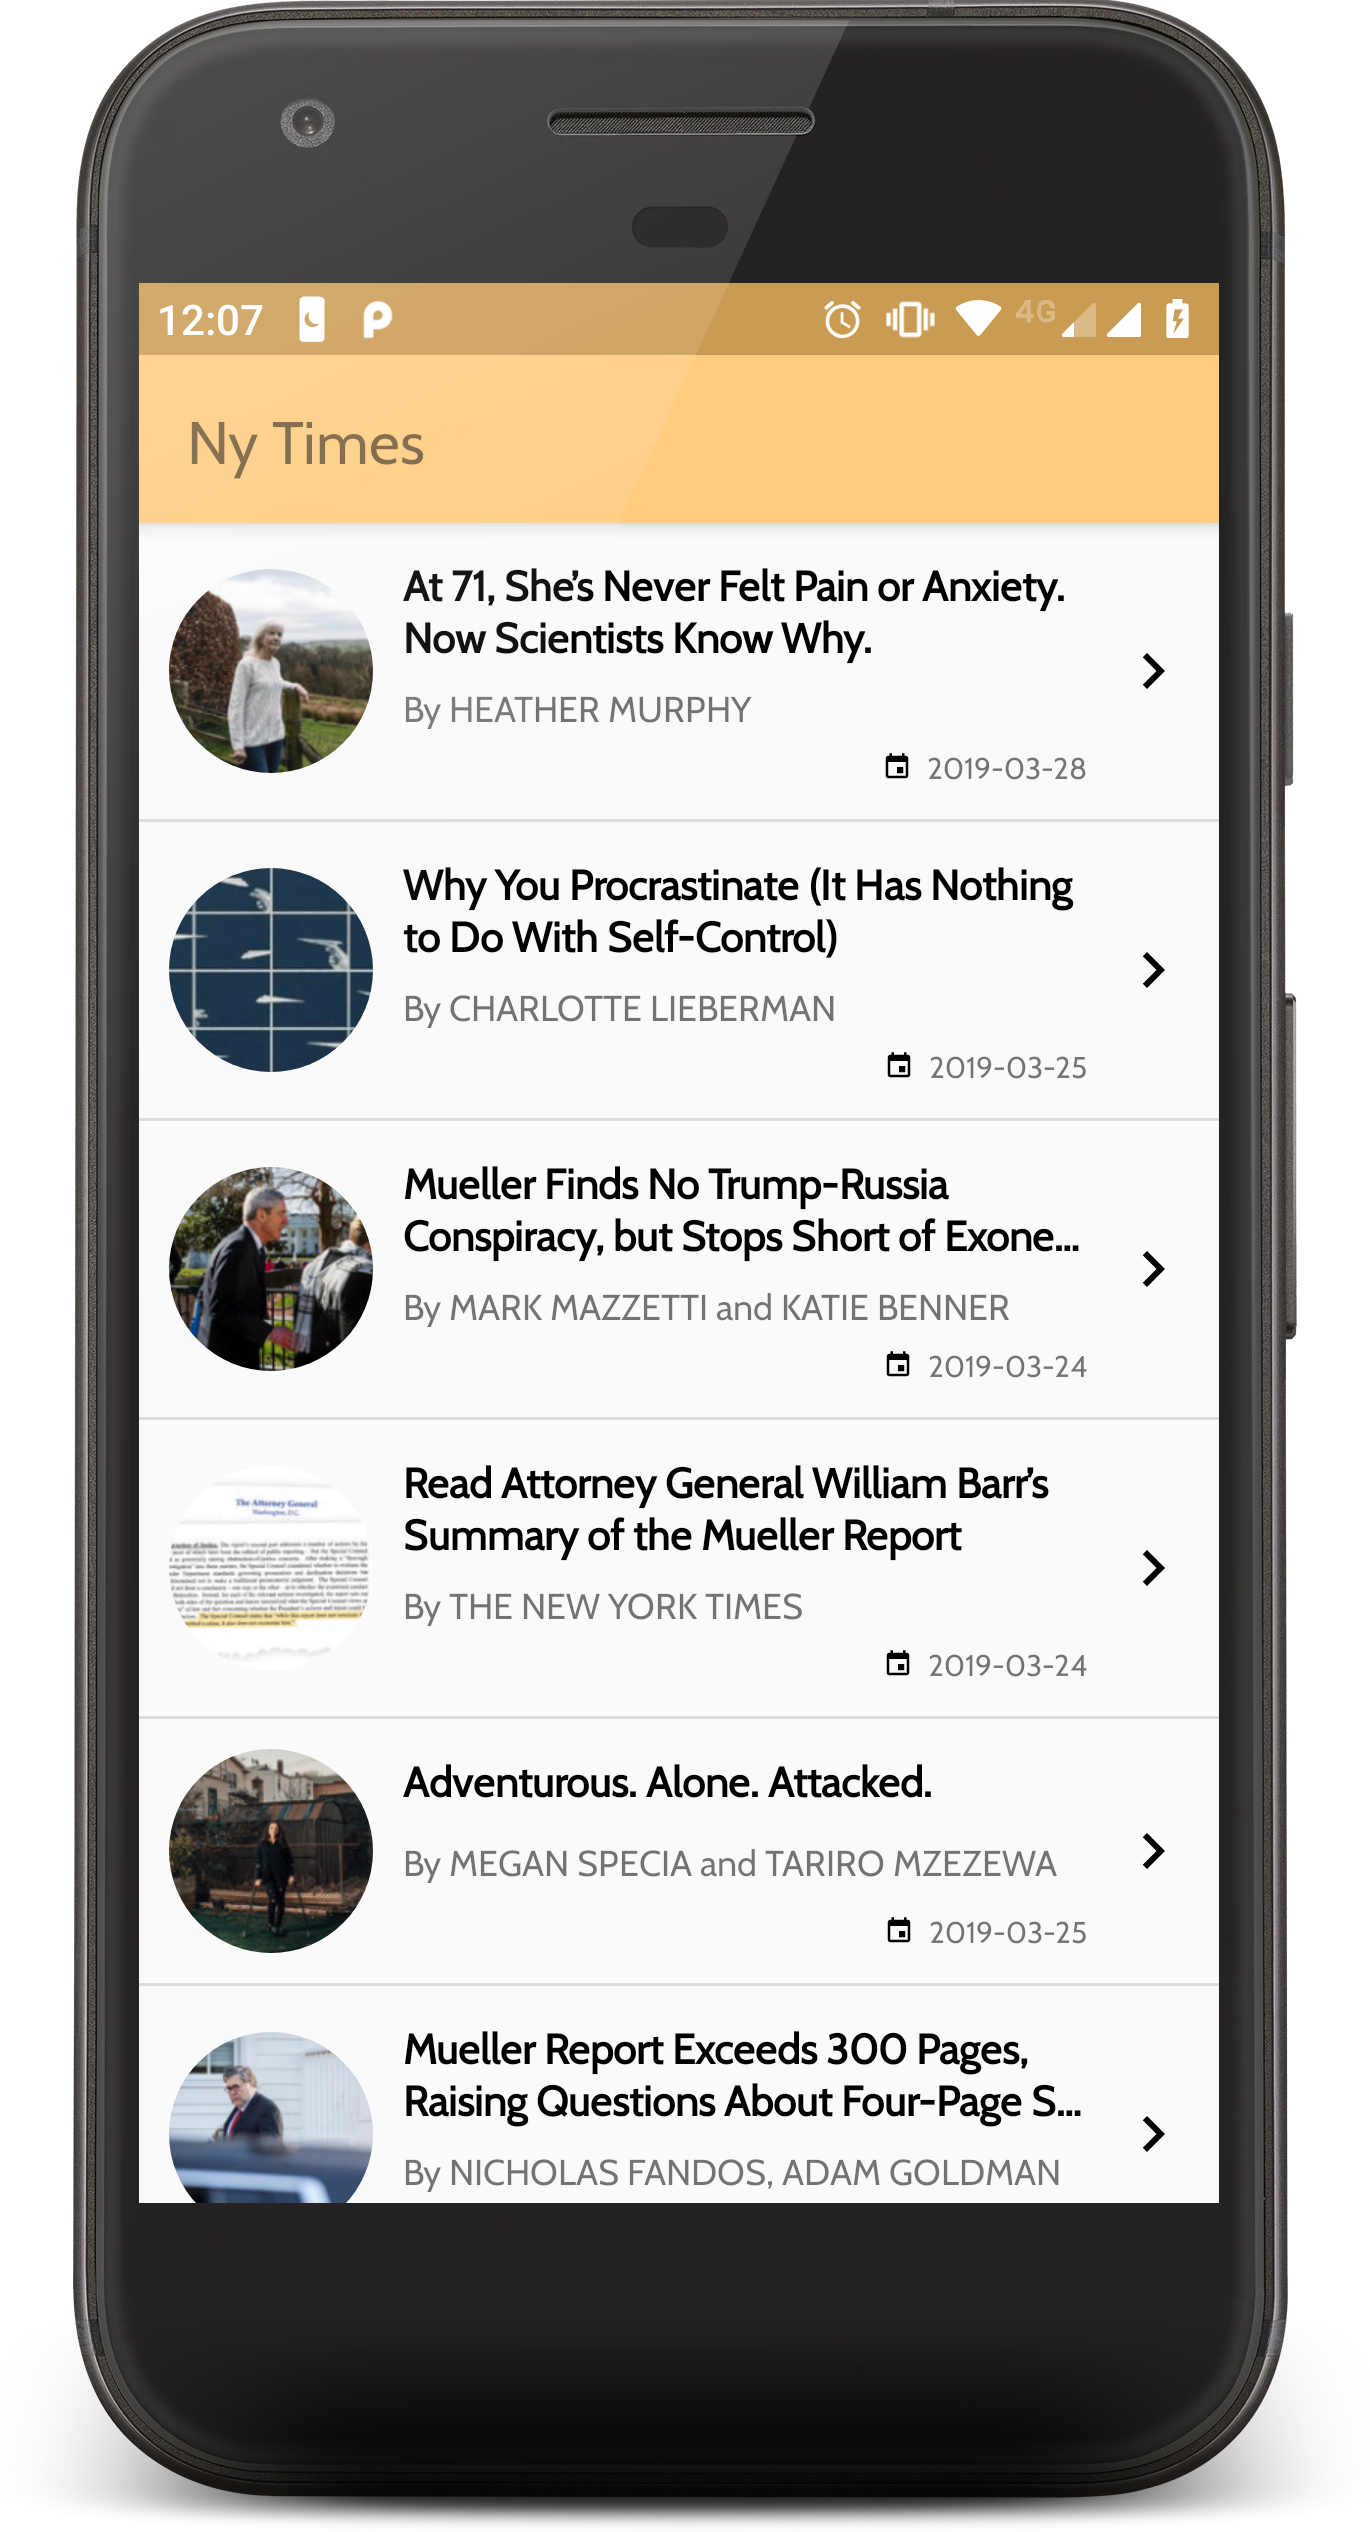 12:07
4G
Ny Times
At 71, She's Never Felt Pain or Anxiety.
Now Scientists Know Why.
By HEATHER MURPHY
2019-03-28
Why You Procrastinate (It Has Nothing
to Do With Self-Control)
By CHARLOTTE LIEBERMAN
2019-03-25
Mueller Finds No Trump-Russia
Conspiracy, but Stops Short of Exone...
By MARK MAZZETTI and KATIE BENNER
2019-03-24
The Attorney General
Washington, D.C.
Read Attorney General William Barr's
Summary of the Mueller Report
By THE NEW YORK TIMES
2019-03-24
Adventurous. Alone. Attacked.
By MEGAN SPECIA and TARIRO MZEZEWA
2019-03-25
Mueller Report Exceeds 300 Pages,
Raising Questions About Four-Page S...
By NICHOLAS FANDOS, ADAM GOLDMAN